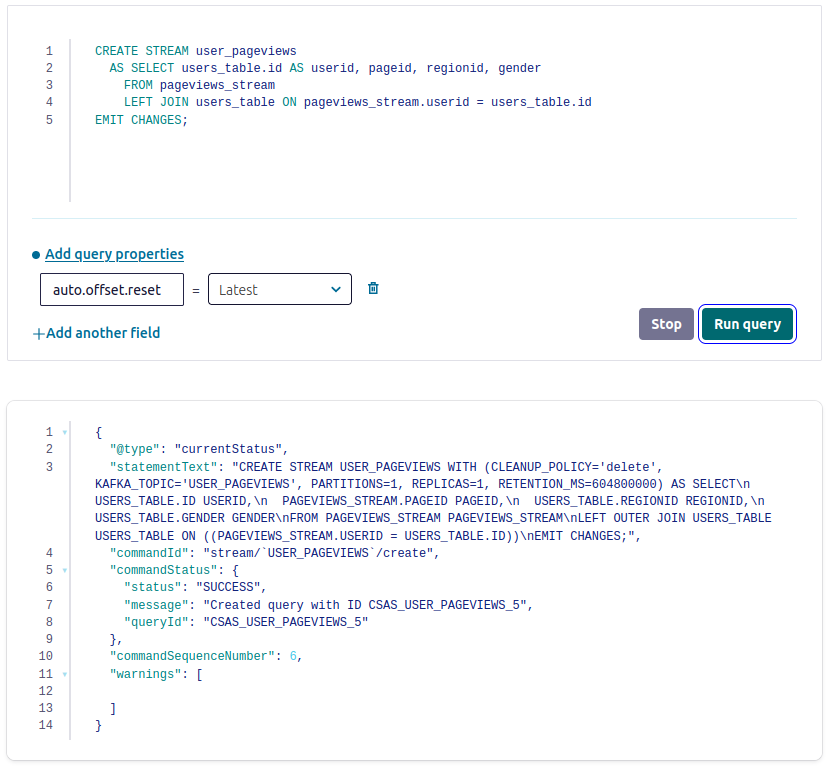 1 CREATE STREAM user_pageviews
2 AS SELECT users_table.id AS userid, pageid, regionid, gender
3 FROM pageviews_stream
4 LEFT JOIN users_table ON pageviews_stream.userid = users_table.id
5 EMIT CHANGES;
Add query properties
auto.offset.reset = Latest
+Add another field
Stop Run query
1 {
2 "@type": "currentStatus",
3 "statementText": "CREATE STREAM USER_PAGEVIEWS WITH (CLEANUP_POLICY='delete',
KAFKA_TOPIC='USER_PAGEVIEWS', PARTITIONS=1, REPLICAS=1, RETENTION_MS=604800000) AS SELECT\n
USERS_TABLE.ID USERID,\n  PAGEVIEWS_STREAM.PAGEID PAGEID,\n  USERS_TABLE.REGIONID REGIONID,\n
USERS_TABLE.GENDER GENDER\nFROM PAGEVIEWS_STREAM PAGEVIEWS_STREAM\nLEFT OUTER JOIN USERS_TABLE
USERS_TABLE ON ((PAGEVIEWS_STREAM.USERID = USERS_TABLE.ID))\nEMIT CHANGES;",
4 "commandId": "stream/`USER_PAGEVIEWS`/create",
5 "commandStatus": {
6 "status": "SUCCESS",
7 "message": "Created query with ID CSAS_USER_PAGEVIEWS_5",
8 "queryId": "CSAS_USER_PAGEVIEWS_5"
9 },
10 "commandSequenceNumber": 6,
11 "warnings": [
12
13 ]
14 }